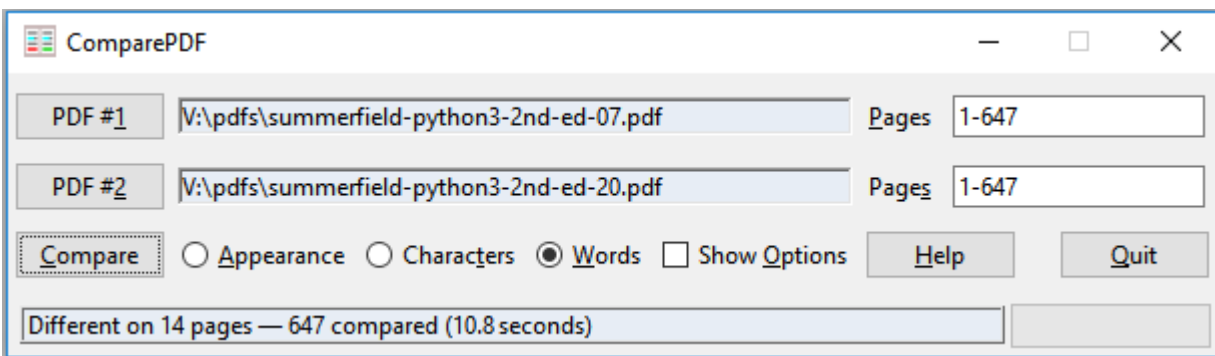 ComparePDF
PDF #1 V:\pdfs\summerfield-python3-2nd-ed-07.pdf Pages 1-647
PDF #2 V:\pdfs\summerfield-python3-2nd-ed-20.pdf Pages 1-647
Compare Appearance Characters Words Show Options Help Quit
Different on 14 pages — 647 compared (10.8 seconds)